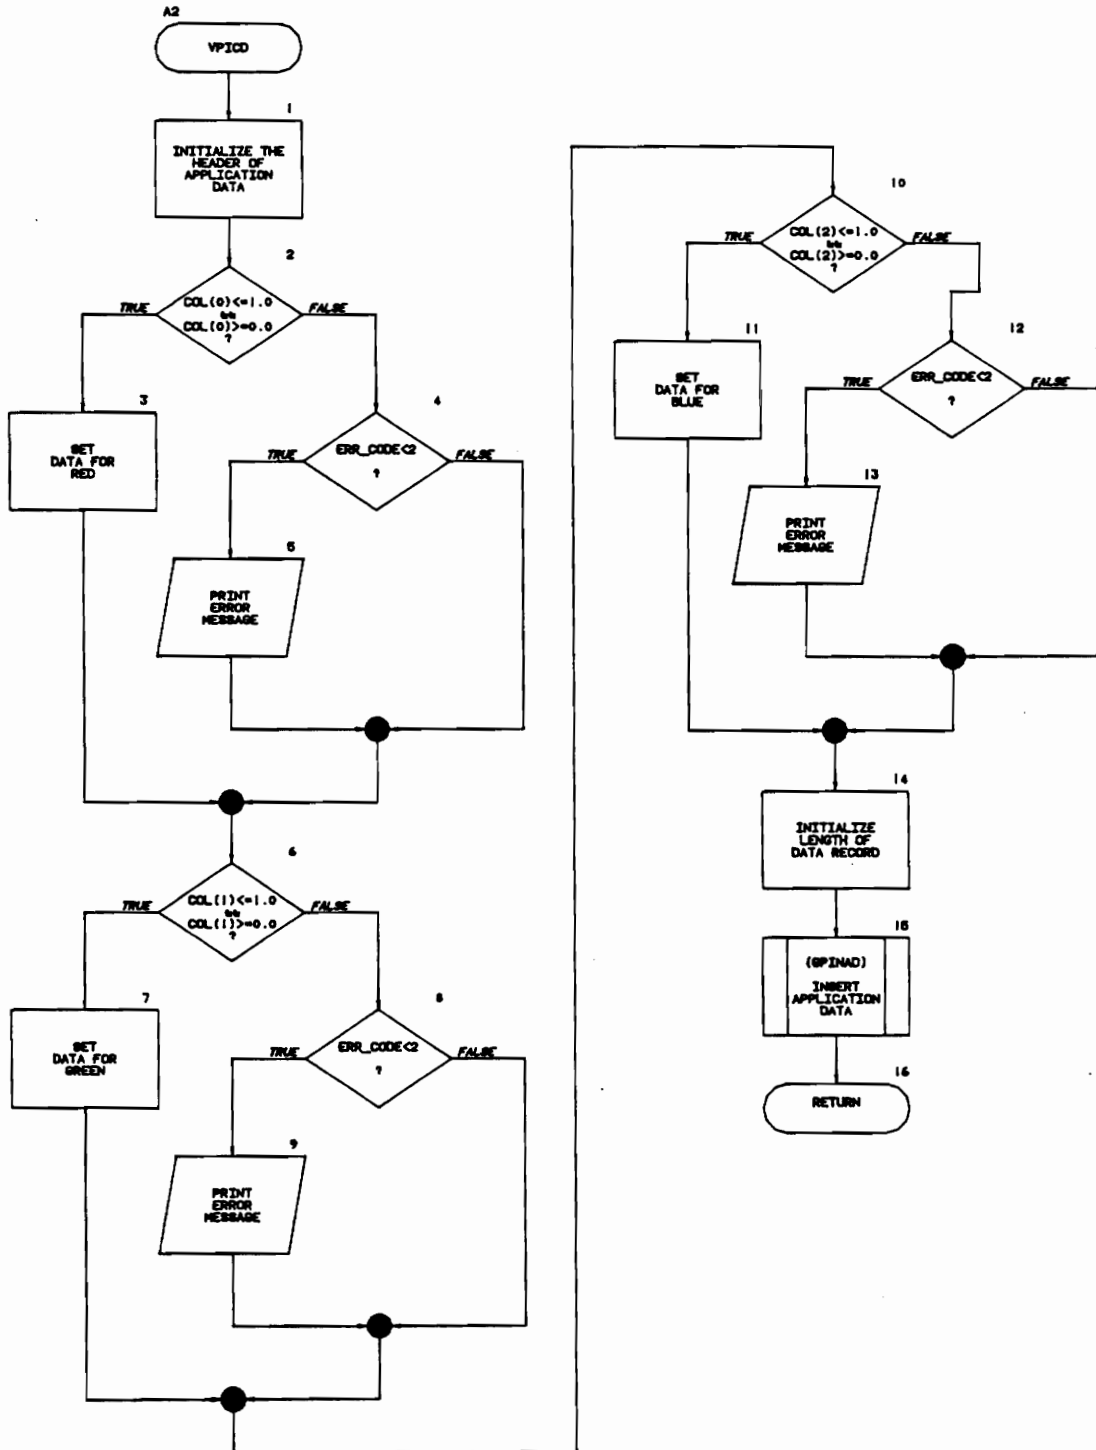 A2
VPICD
1
INITIALIZE THE
HEADER OF
APPLICATION
DATA
2
COL(0)<=1.0
&&
COL(0)>=0.0
?
TRUE
FALSE
3
SET
DATA FOR
RED
4
ERR_CODE<2
?
TRUE
FALSE
5
PRINT
ERROR
MESSAGE
6
COL(1)<=1.0
&&
COL(1)>=0.0
?
TRUE
FALSE
7
SET
DATA FOR
GREEN
8
ERR_CODE<2
?
TRUE
FALSE
9
PRINT
ERROR
MESSAGE
10
COL(2)<=1.0
&&
COL(2)>=0.0
?
TRUE
FALSE
11
SET
DATA FOR
BLUE
12
ERR_CODE<2
?
TRUE
FALSE
13
PRINT
ERROR
MESSAGE
14
INITIALIZE
LENGTH OF
DATA RECORD
15
(GPINAD)
INSERT
APPLICATION
DATA
16
RETURN